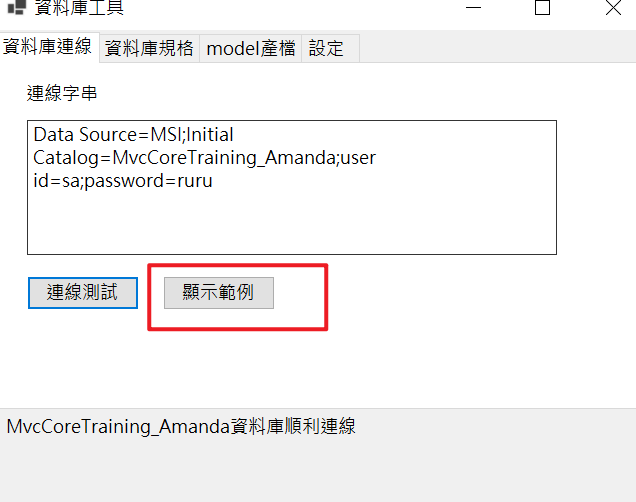 資料庫工具
資料庫連線 資料庫規格 model產檔 設定
連線字串
Data Source=MSI;Initial
Catalog=MvcCoreTraining_Amanda;user
id=sa;password=ruru
連線測試 顯示範例
MvcCoreTraining_Amanda資料庫順利連線